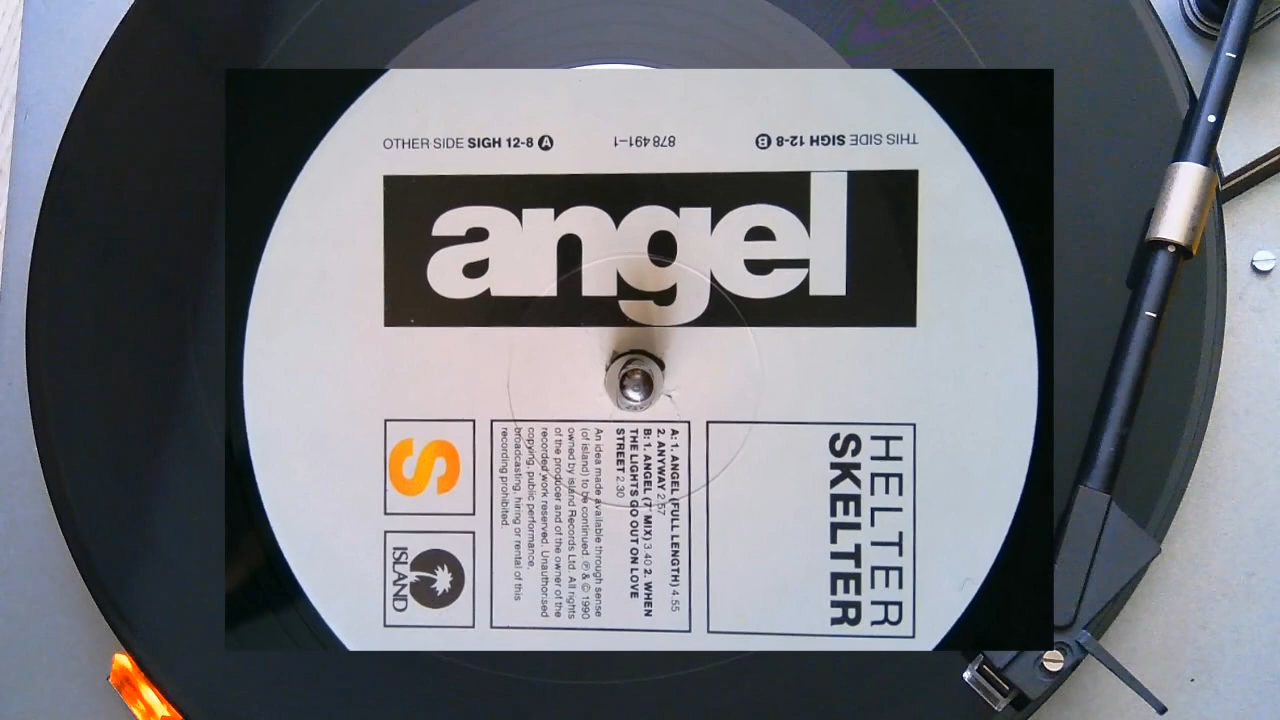 OTHER SIDE SIGH 12-8 A
878 491-1
THIS SIDE SIGH 12-8 B
angel
HELTER
SKELTER
A: 1. ANGEL (FULL LENGTH) 4·55
2. ANYWAY 2·57
B: 1. ANGEL (7" MIX) 3·40 2. WHEN
THE LIGHTS GO OUT ON LOVE
STREET 2.30
An idea made available through sense
(of island) to be continued. ℗ & © 1990
owned by Island Records Ltd. All rights
of the producer and of the owner of the
recorded work reserved. Unauthorised
copying, public performance,
broadcasting, hiring or rental of this
recording prohibited.
S
ISLAND